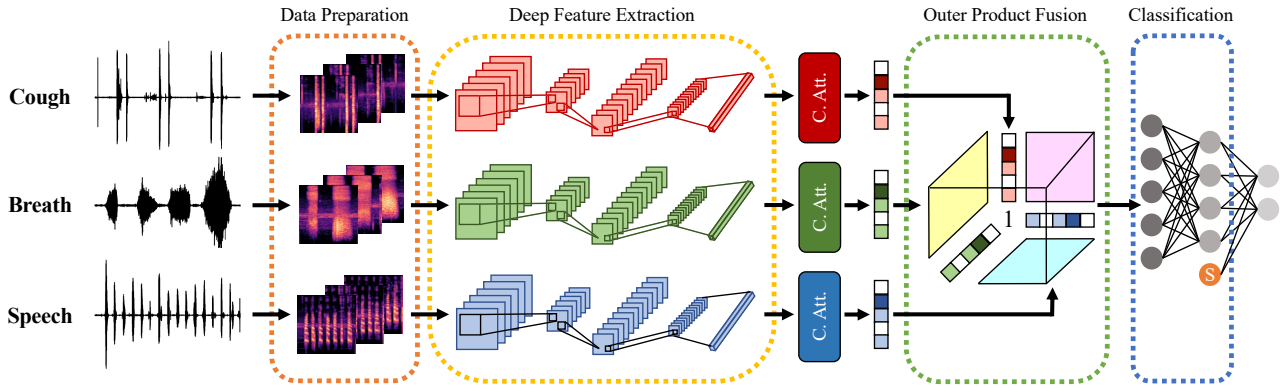 Data Preparation
Deep Feature Extraction
Outer Product Fusion
Classification
Cough
C. Att.
Breath
C. Att.
1
Speech
C. Att.
S